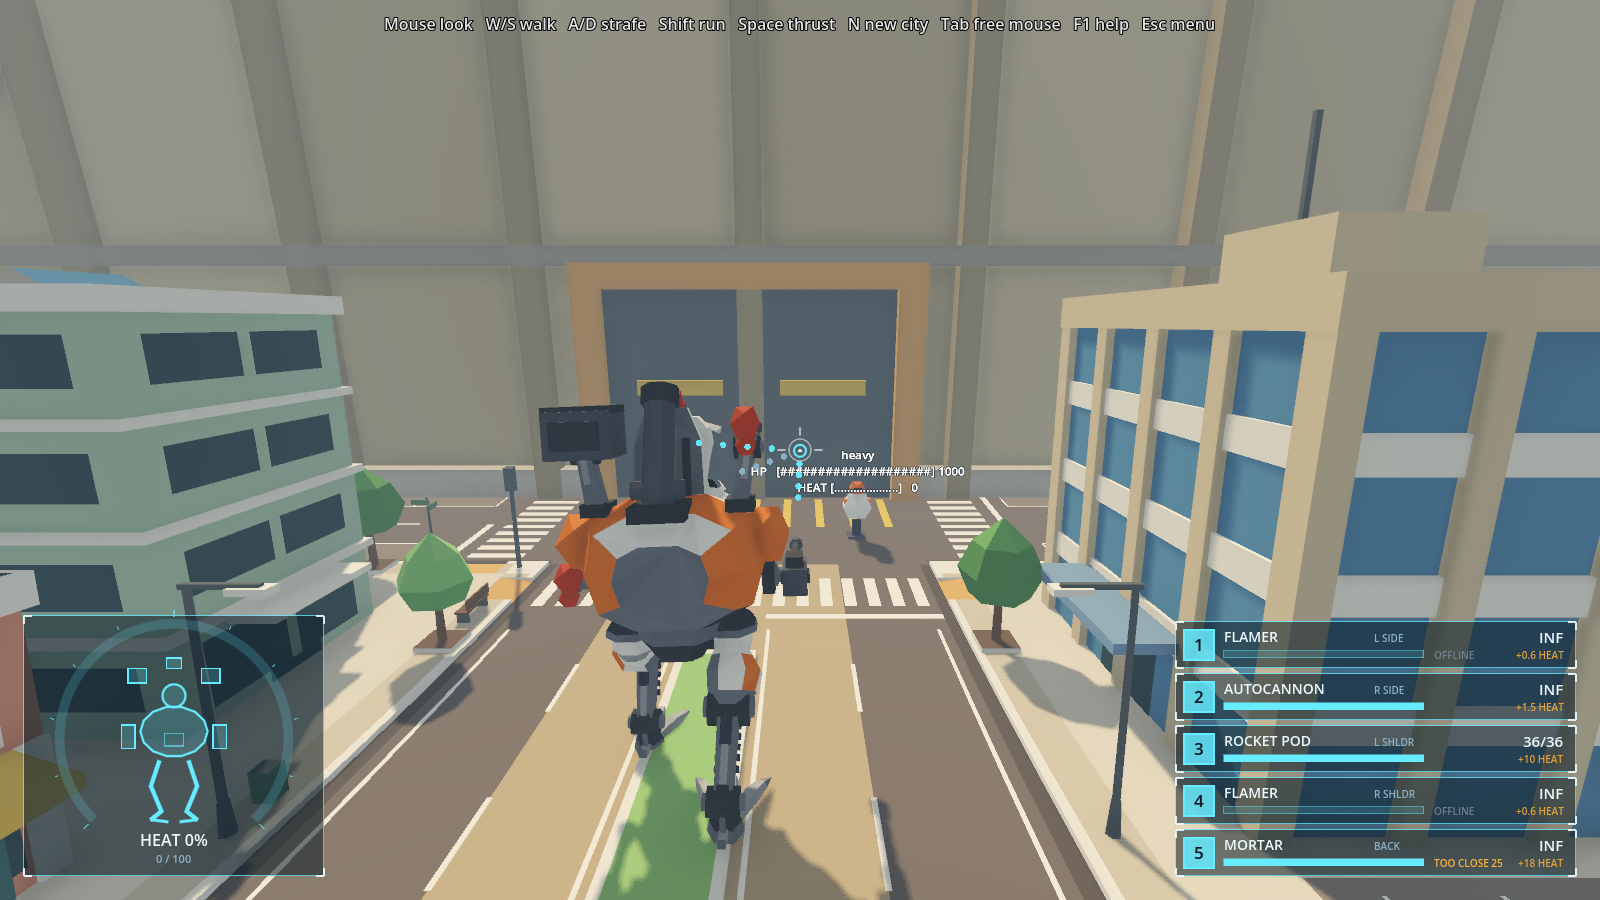 Mouse look W/S walk A/D strafe Shift run Space thrust N new city Tab free mouse F1 help Esc menu
heavy
HP [####################] 1000
HEAT [....................] 0
HEAT 0%
0 / 100
1 FLAMER L SIDE INF
OFFLINE +0.6 HEAT
2 AUTOCANNON R SIDE INF
+1.5 HEAT
3 ROCKET POD L SHLDR 36/36
+10 HEAT
4 FLAMER R SHLDR INF
OFFLINE +0.6 HEAT
5 MORTAR BACK INF
TOO CLOSE 25 +18 HEAT